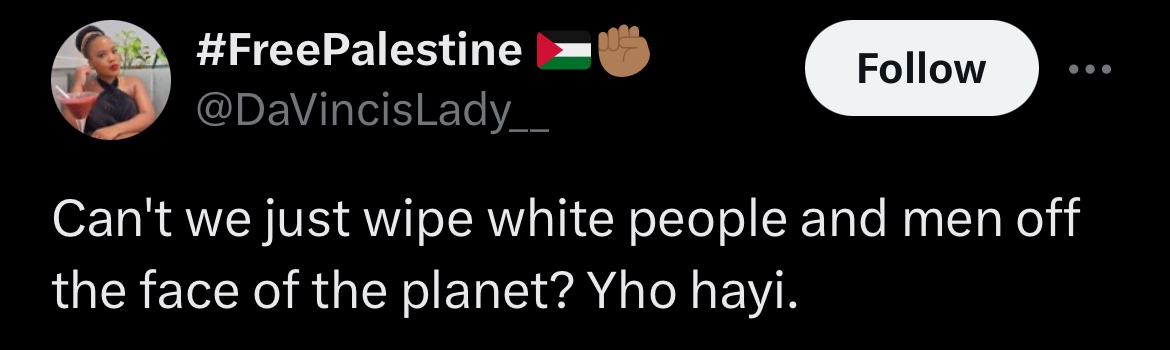 #FreePalestine 🇵🇸✊🏽
Follow
@DaVincisLady__
Can't we just wipe white people and men off
the face of the planet? Yho hayi.